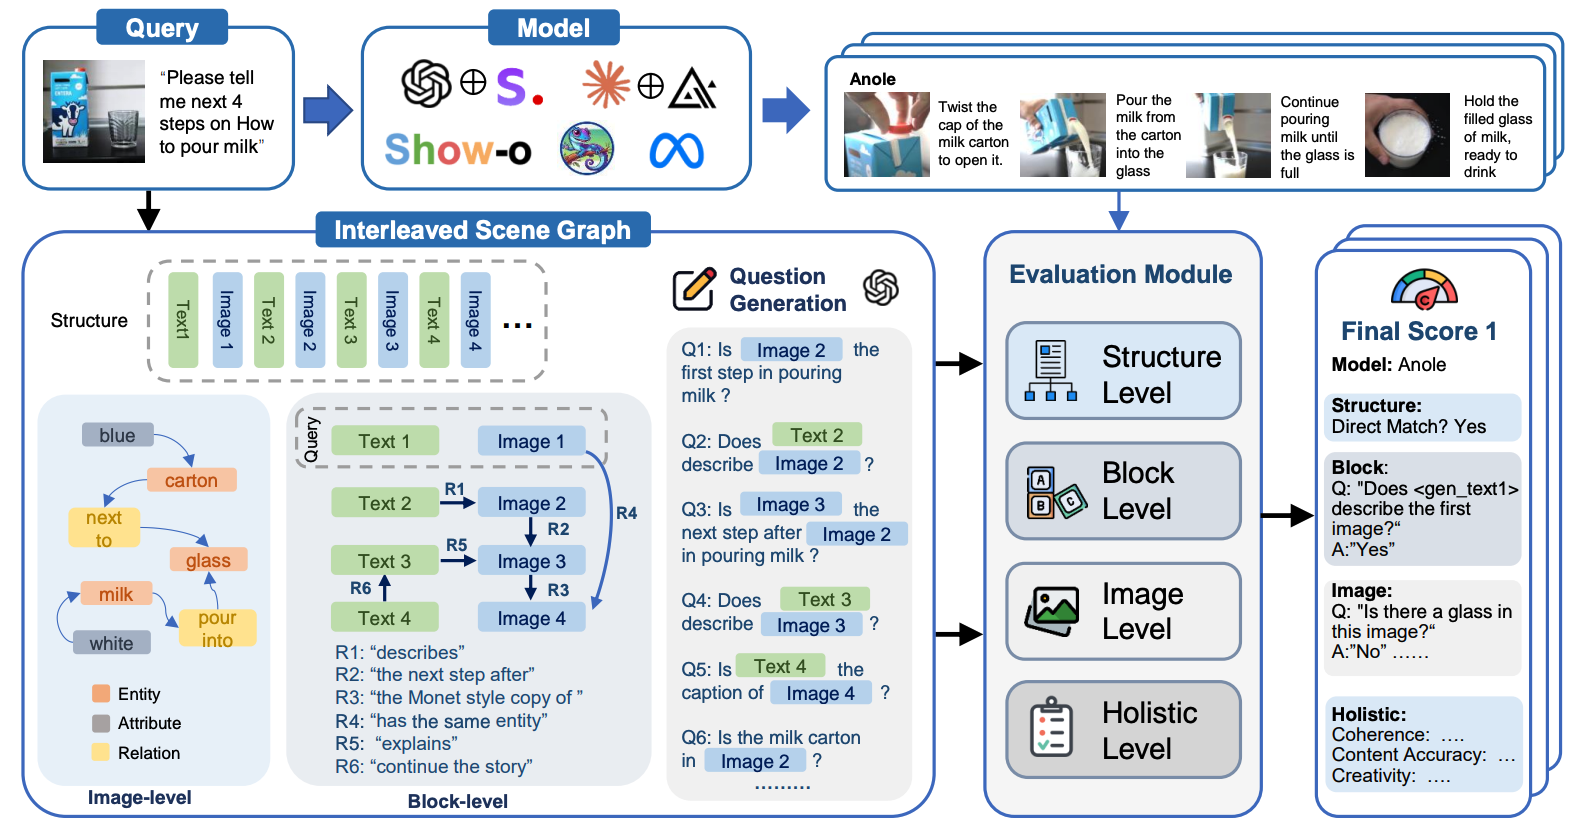 Query
“Please tell
me next 4
steps on How
to pour milk”
Model
S.
Show-o
Anole
Twist the
cap of the
milk carton
to open it.
Pour the
milk from
the carton
into the
glass
Continue
pouring
milk until
the glass is
full
Hold the
filled glass
of milk,
ready to
drink
Interleaved Scene Graph
Structure
Text1
Image 1
Text 2
Image 2
Text 3
Image 3
Text 4
Image 4
...
blue
carton
next
to
glass
milk
pour
into
white
Entity
Attribute
Relation
Image-level
Query
Text 1
Image 1
Text 2
R1
Image 2
R2
R4
Text 3
R5
Image 3
R6
R3
Text 4
Image 4
R1: “describes”
R2: “the next step after”
R3: “the Monet style copy of ”
R4: “has the same entity”
R5: “explains”
R6: “continue the story”
Block-level
Question
Generation
Q1: Is Image 2 the
first step in pouring
milk ?
Q2: Does Text 2
describe Image 2 ?
Q3: Is Image 3 the
next step after Image 2
in pouring milk ?
Q4: Does Text 3
describe Image 3 ?
Q5: Is Text 4 the
caption of Image 4 ?
Q6: Is the milk carton
in Image 2 ?
.........
Evaluation Module
Structure
Level
A
B
C
Block
Level
Image
Level
Holistic
Level
C
Final Score 1
Model: Anole
Structure:
Direct Match? Yes
Block:
Q: "Does <gen_text1>
describe the first
image?“
A:”Yes”
Image:
Q: "Is there a glass in
this image?“
A:”No” ......
Holistic:
Coherence: ....
Content Accuracy: ...
Creativity: ....